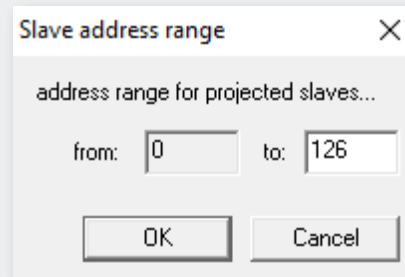 Slave address range
address range for projected slaves...
from: 0 to: 126
OK Cancel